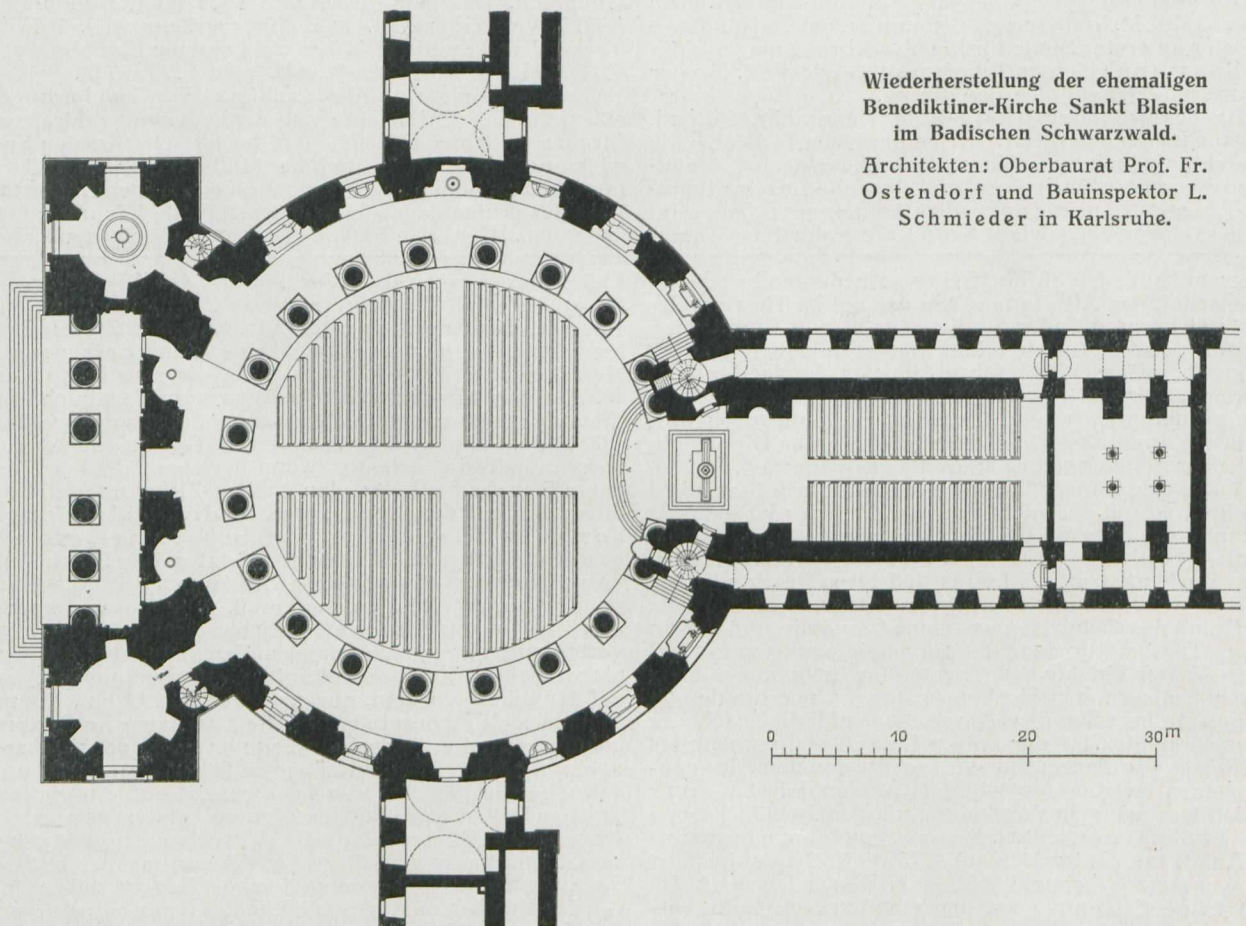 Wiederherstellung der ehemaligen
Benediktiner-Kirche Sankt Blasien
im Badischen Schwarzwald.
Architekten: Oberbaurat Prof. Fr.
Ostendorf und Bauinspektor L.
Schmieder in Karlsruhe.
0 10 20 30 m